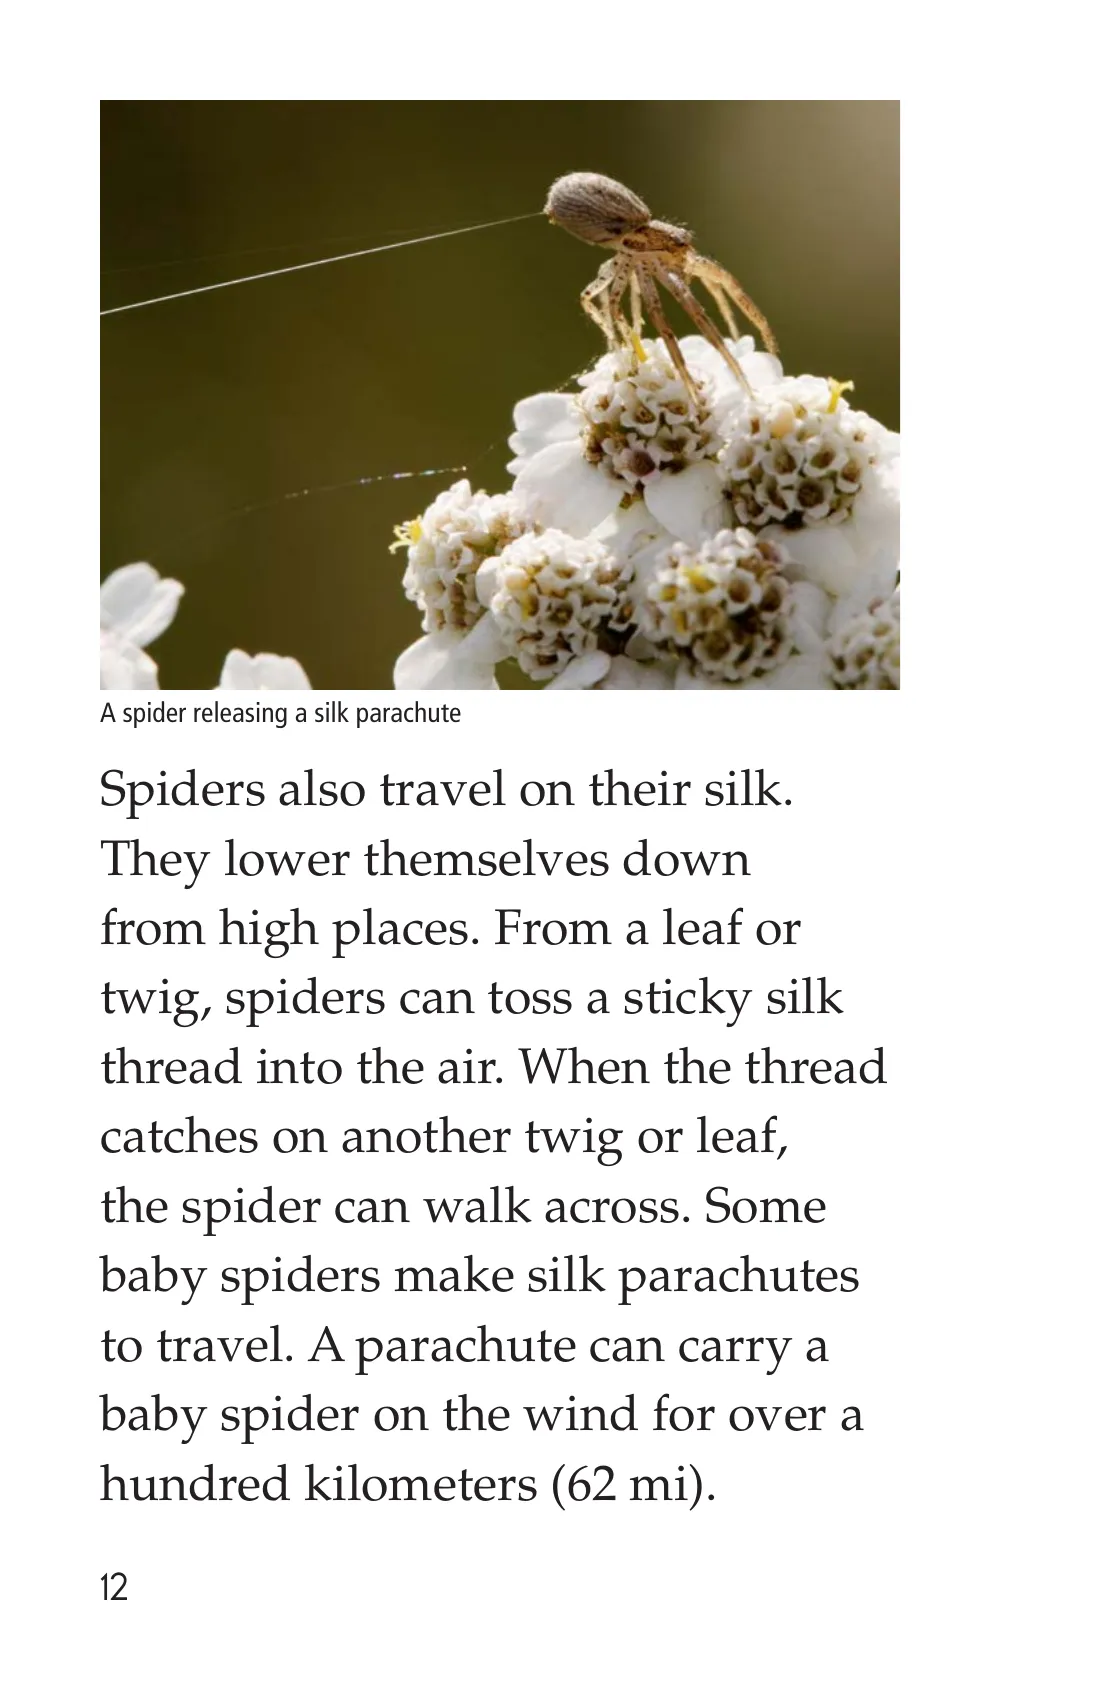 A spider releasing a silk parachute
Spiders also travel on their silk.
They lower themselves down
from high places. From a leaf or
twig, spiders can toss a sticky silk
thread into the air. When the thread
catches on another twig or leaf,
the spider can walk across. Some
baby spiders make silk parachutes
to travel. A parachute can carry a
baby spider on the wind for over a
hundred kilometers (62 mi).
12